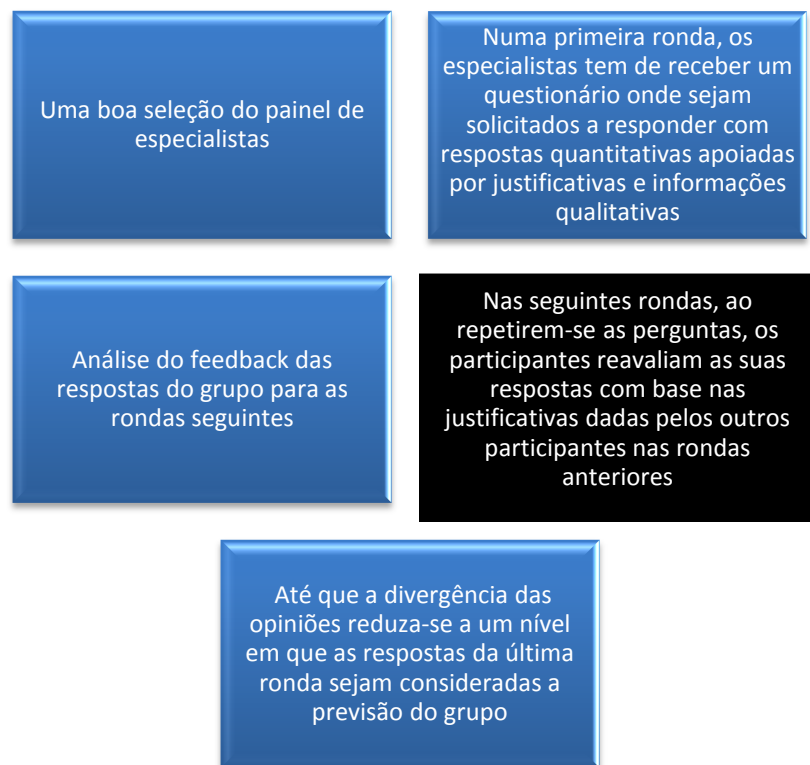 Uma boa seleção do painel de
especialistas
Numa primeira ronda, os
especialistas tem de receber um
questionário onde sejam
solicitados a responder com
respostas quantitativas apoiadas
por justificativas e informações
qualitativas
Análise do feedback das
respostas do grupo para as
rondas seguintes
Nas seguintes rondas, ao
repetirem-se as perguntas, os
participantes reavaliam as suas
respostas com base nas
justificativas dadas pelos outros
participantes nas rondas
anteriores
Até que a divergência das
opiniões reduza-se a um nível
em que as respostas da última
ronda sejam consideradas a
previsão do grupo